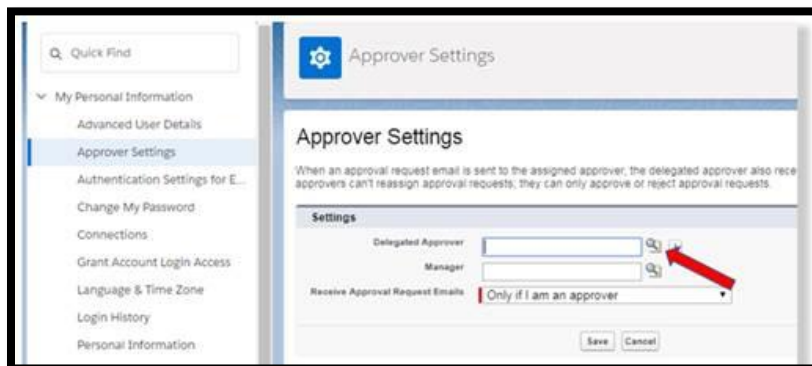 Quick Find
My Personal Information
Advanced User Details
Approver Settings
Authentication Settings for E...
Change My Password
Connections
Grant Account Login Access
Language & Time Zone
Login History
Personal Information
Approver Settings
Approver Settings
When an approval request email is sent to the assigned approver, the delegated approver also rece
approvers can't reassign approval requests; they can only approve or reject approval requests.
Settings
Delegated Approver
Manager
Receive Approval Request Emails Only if I am an approver
Save Cancel